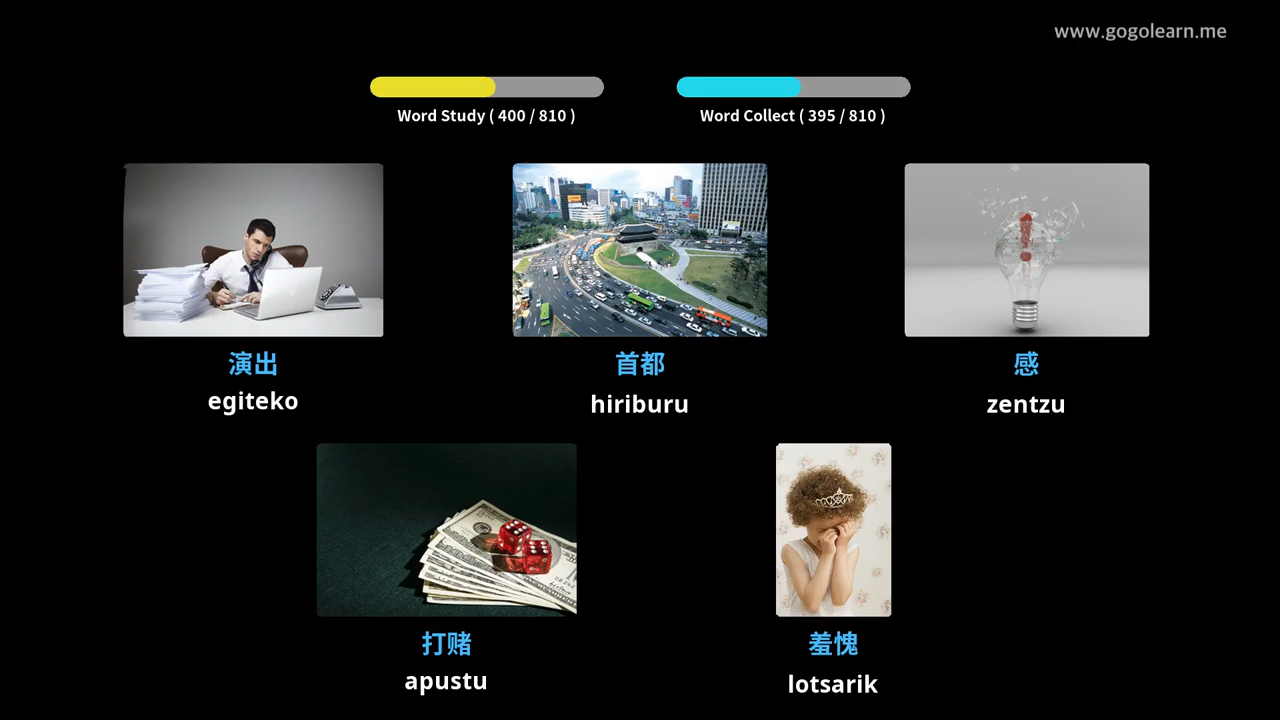 www.gogolearn.me
Word Study ( 400 / 810 )
Word Collect ( 395 / 810 )
演出
egiteko
首都
hiriburu
感
zentzu
打赌
apustu
羞愧
lotsarik